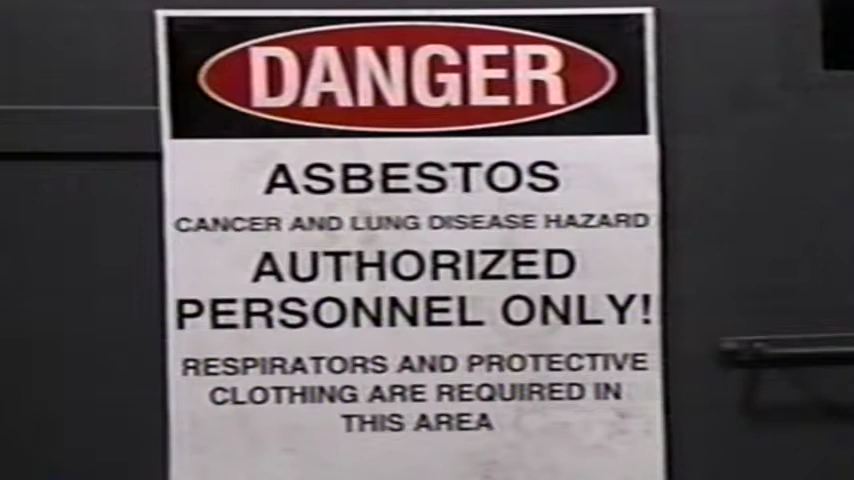 DANGER
ASBESTOS
CANCER AND LUNG DISEASE HAZARD
AUTHORIZED
PERSONNEL ONLY!
RESPIRATORS AND PROTECTIVE
CLOTHING ARE REQUIRED IN
THIS AREA